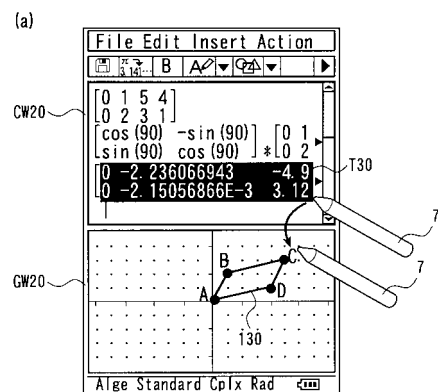 (a)
File Edit Insert Action
B A
CW20
[0 1 5 4]
[0 2 3 1]
[cos(90) -sin(90)] * [0 1
[sin(90) cos(90)] [0 2
T30
[0 -2.236066943 -4.9
[0 -2.15056866E-3 3.12
7
7
GW20
B
C
A
D
130
Alge Standard Cplx Rad